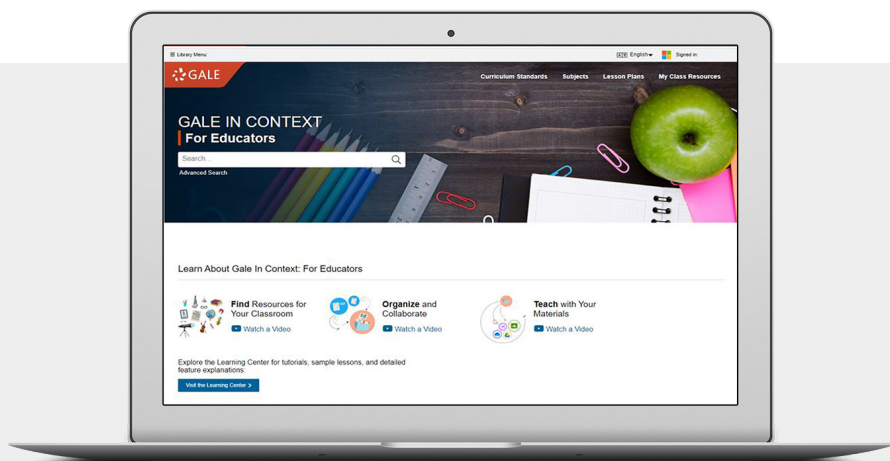 Library Menu
English
Signed in
GALE
Curriculum Standards
Subjects
Lesson Plans
My Class Resources
GALE IN CONTEXT
For Educators
Search...
Advanced Search
Learn About Gale In Context: For Educators
Find Resources for
Your Classroom
Watch a Video
Organize and
Collaborate
Watch a Video
Teach with Your
Materials
Watch a Video
Explore the Learning Center for tutorials, sample lessons, and detailed
feature explanations:
Visit the Learning Center >